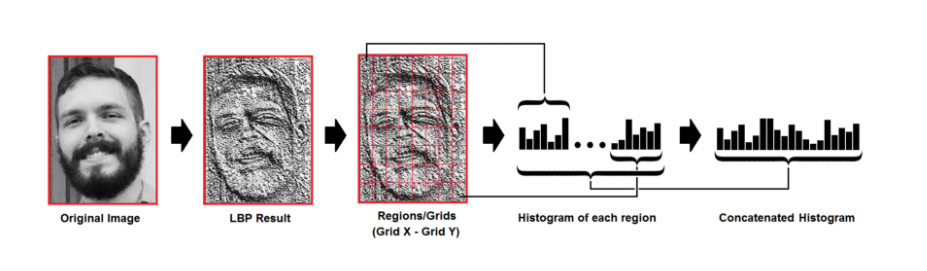 Original Image
LBP Result
Regions/Grids
(Grid X - Grid Y)
Histogram of each region
Concatenated Histogram